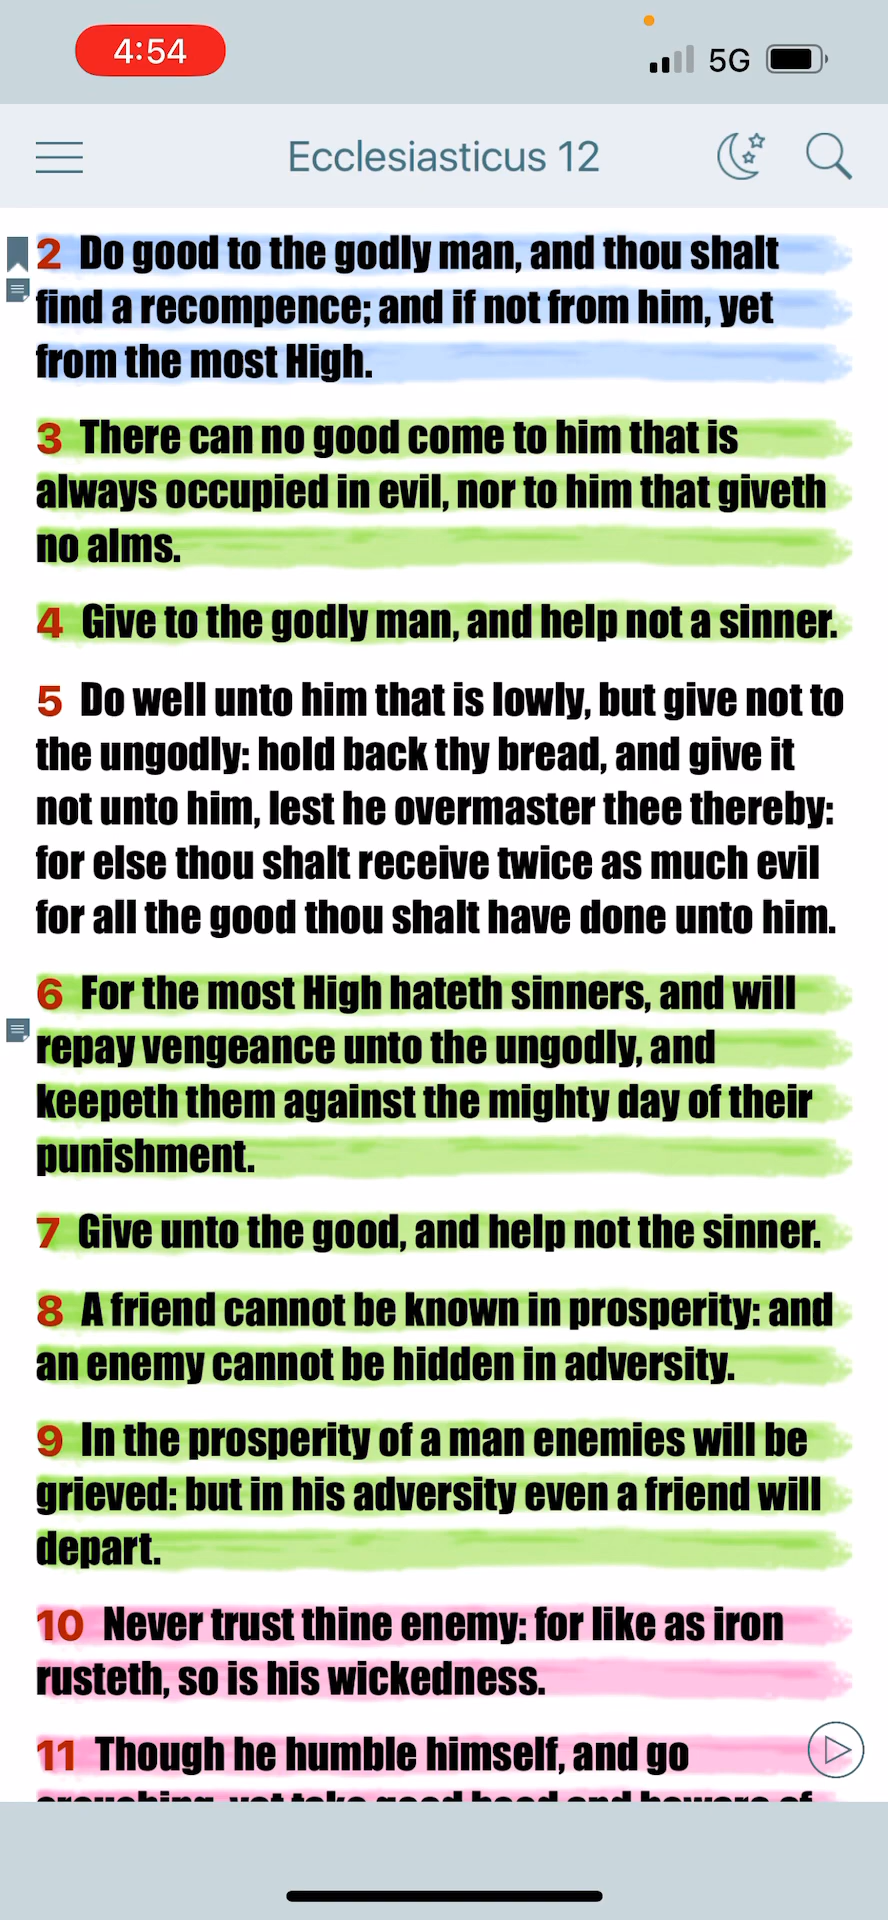 4:54
5G
Ecclesiasticus 12
2 Do good to the godly man, and thou shalt
find a recompence; and if not from him, yet
from the most High.
3 There can no good come to him that is
always occupied in evil, nor to him that giveth
no alms.
4 Give to the godly man, and help not a sinner.
5 Do well unto him that is lowly, but give not to
the ungodly: hold back thy bread, and give it
not unto him, lest he overmaster thee thereby:
for else thou shalt receive twice as much evil
for all the good thou shalt have done unto him.
6 For the most High hateth sinners, and will
repay vengeance unto the ungodly, and
keepeth them against the mighty day of their
punishment.
7 Give unto the good, and help not the sinner.
8 A friend cannot be known in prosperity: and
an enemy cannot be hidden in adversity.
9 In the prosperity of a man enemies will be
grieved: but in his adversity even a friend will
depart.
10 Never trust thine enemy: for like as iron
rusteth, so is his wickedness.
11 Though he humble himself, and go